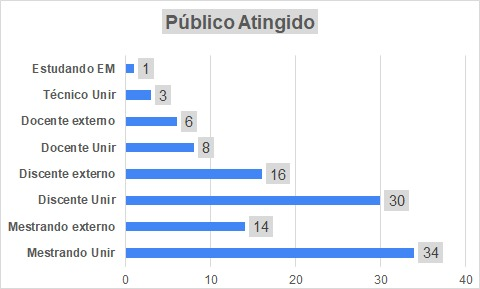 Público Atingido
Estudando EM 1
Técnico Unir 3
Docente externo 6
Docente Unir 8
Discente externo 16
Discente Unir 30
Mestrando externo 14
Mestrando Unir 34
0 10 20 30 40